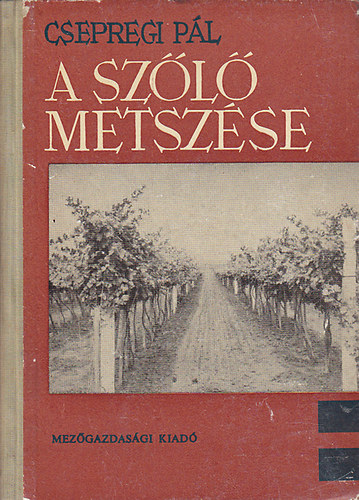 CSEPREGI PÁL
A SZŐLŐ
METSZÉSE
MEZŐGAZDASÁGI KIADÓ